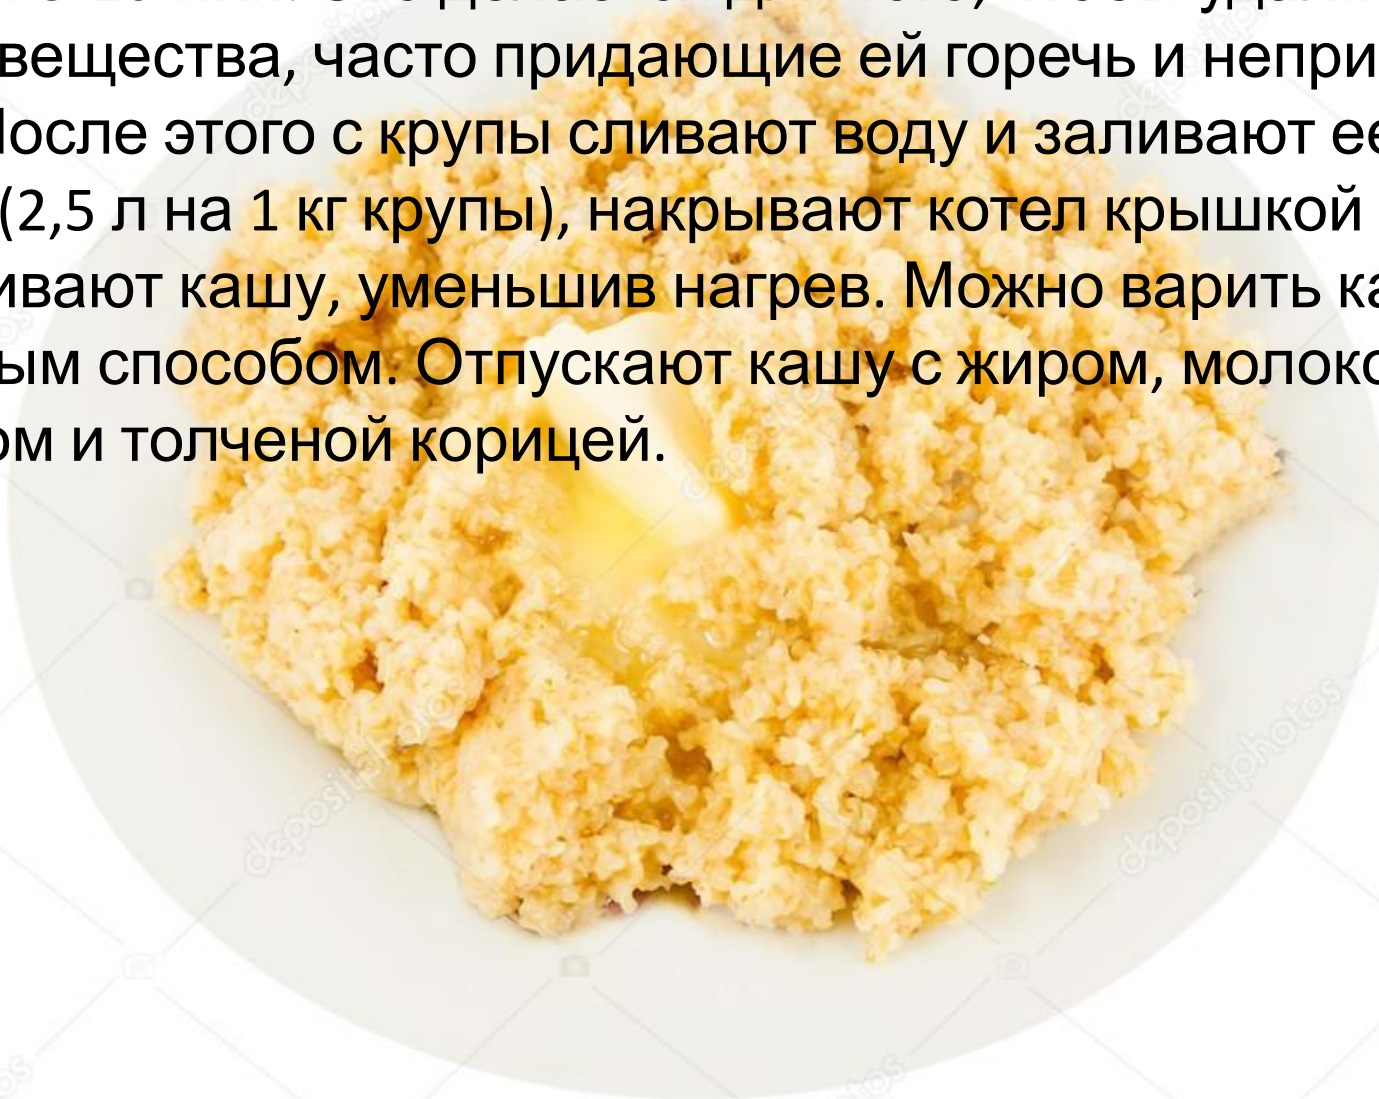 вещества, часто придающие ей горечь и непри
осле этого с крупы сливают воду и заливают ее
(2,5 л на 1 кг крупы), накрывают котел крышкой
ивают кашу, уменьшив нагрев. Можно варить ка
ым способом. Отпускают кашу с жиром, молоко
ом и толченой корицей.
depositphotos
depositphotos